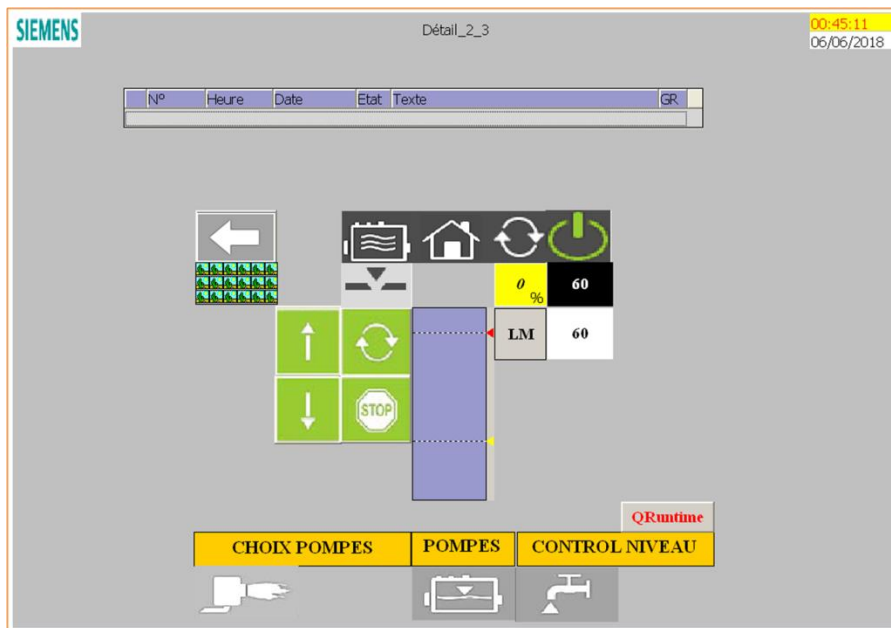 SIEMENS
Détail_2_3
00:45:11
06/06/2018
N° Heure Date Etat Texte GR
0 % 60
LM 60
STOP
QRuntime
CHOIX POMPES POMPES CONTROL NIVEAU